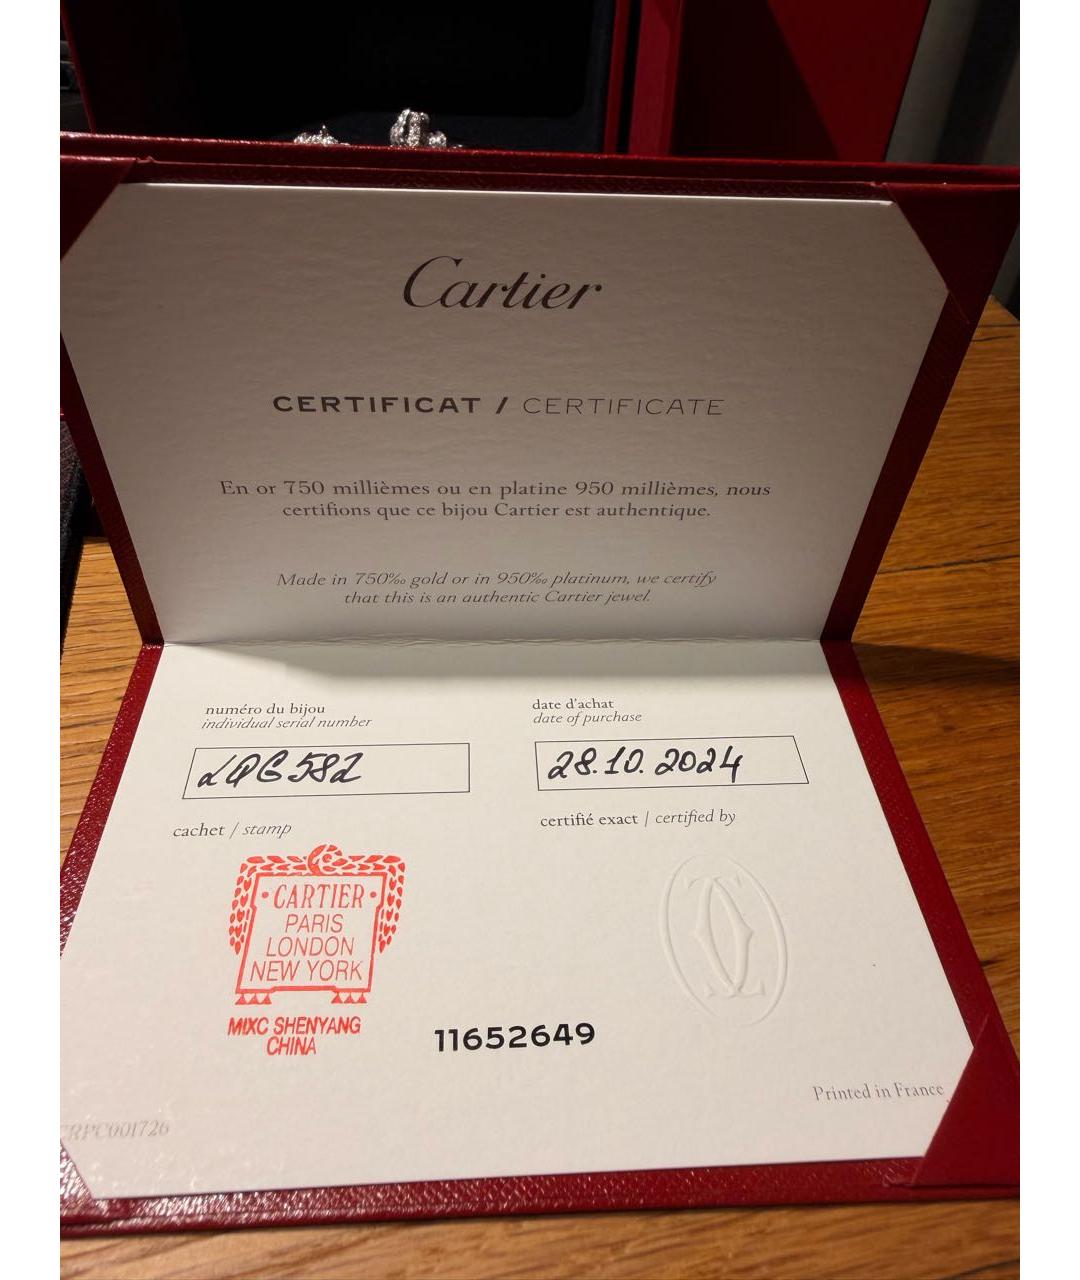 Cartier
CERTIFICAT / CERTIFICATE
En or 750 millièmes ou en platine 950 millièmes, nous
certifions que ce bijou Cartier est authentique.
Made in 750‰ gold or in 950‰ platinum, we certify
that this is an authentic Cartier jewel.
numéro du bijou
individual serial number
date d'achat
date of purchase
28.10.2024
cachet / stamp
certifié exact | certified by
·CARTIER·
PARIS
LONDON
NEW YORK
MIXC SHENYANG
CHINA
11652649
Printed in France